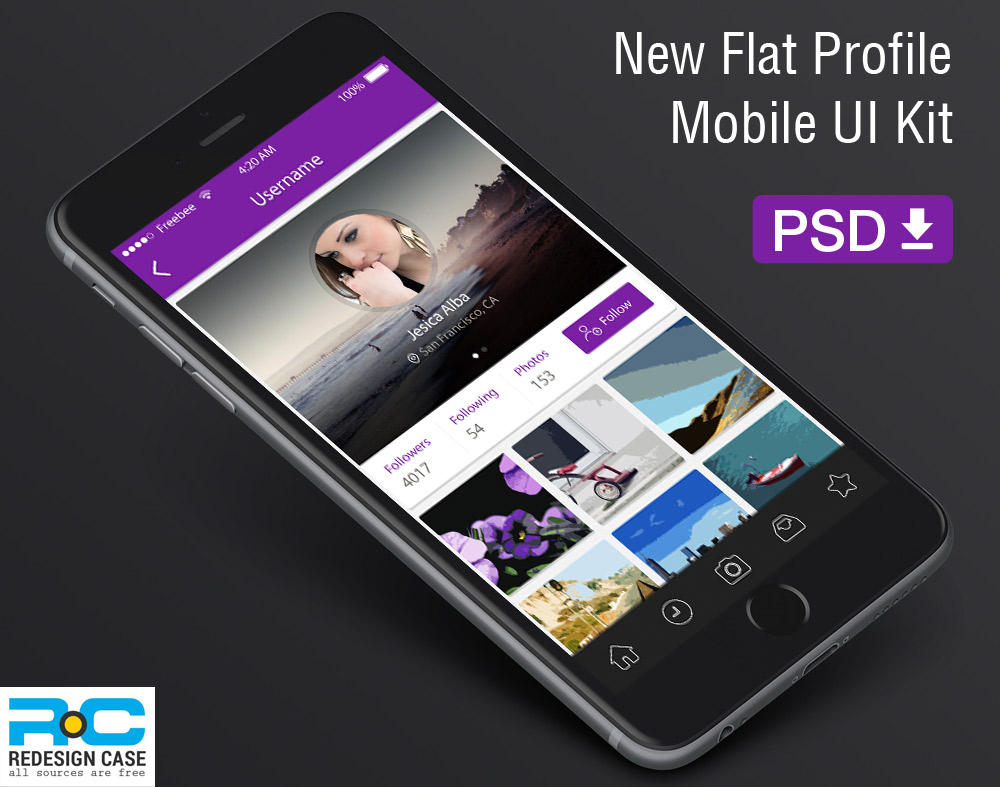 New Flat Profile
Mobile UI Kit
PSD
Freebee 4:20 AM 100%
Username
Jesica Alba
San Francisco, CA
Followers Following Photos
4017 54 153
Follow
RC
REDESIGN CASE
all sources are free